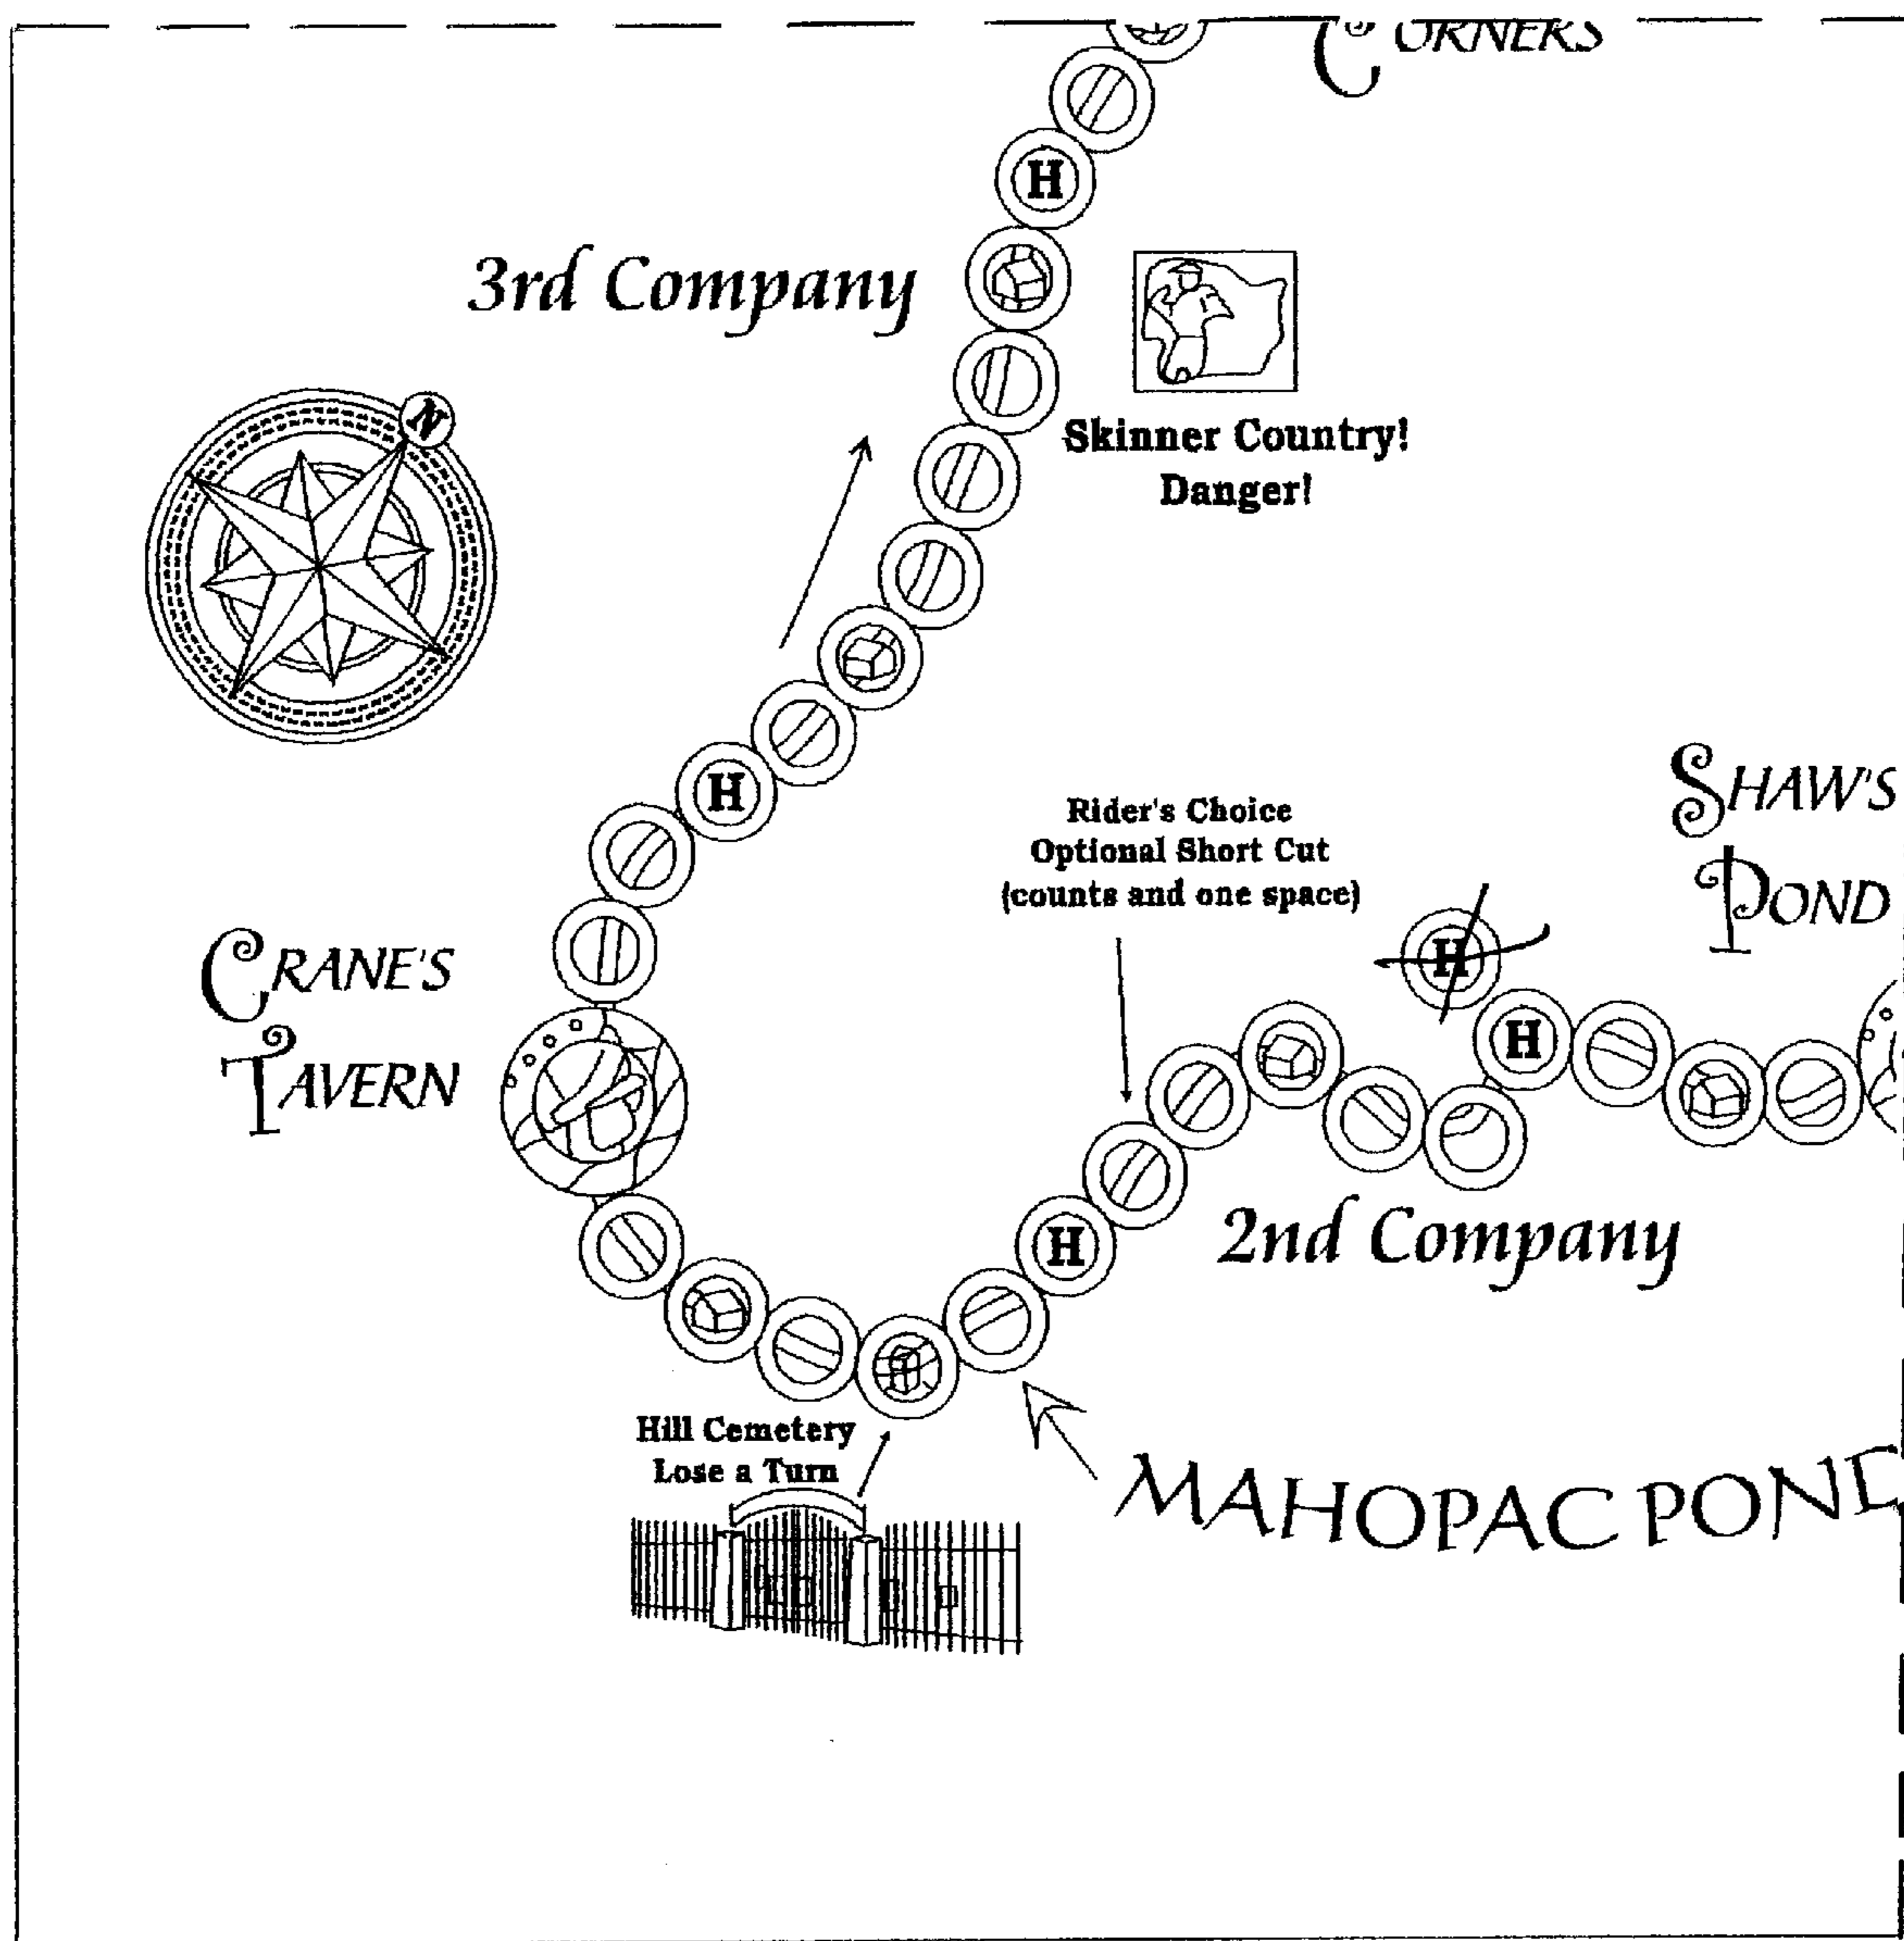 CORNERS
H
3rd Company
N
Skinner Country!
Danger!
H
Rider's Choice
Optional Short Cut
(counts and one space)
SHAW'S
POND
CRANE'S
TAVERN
H
H
H
2nd Company
Hill Cemetery
Lose a Turn
MAHOPAC POND